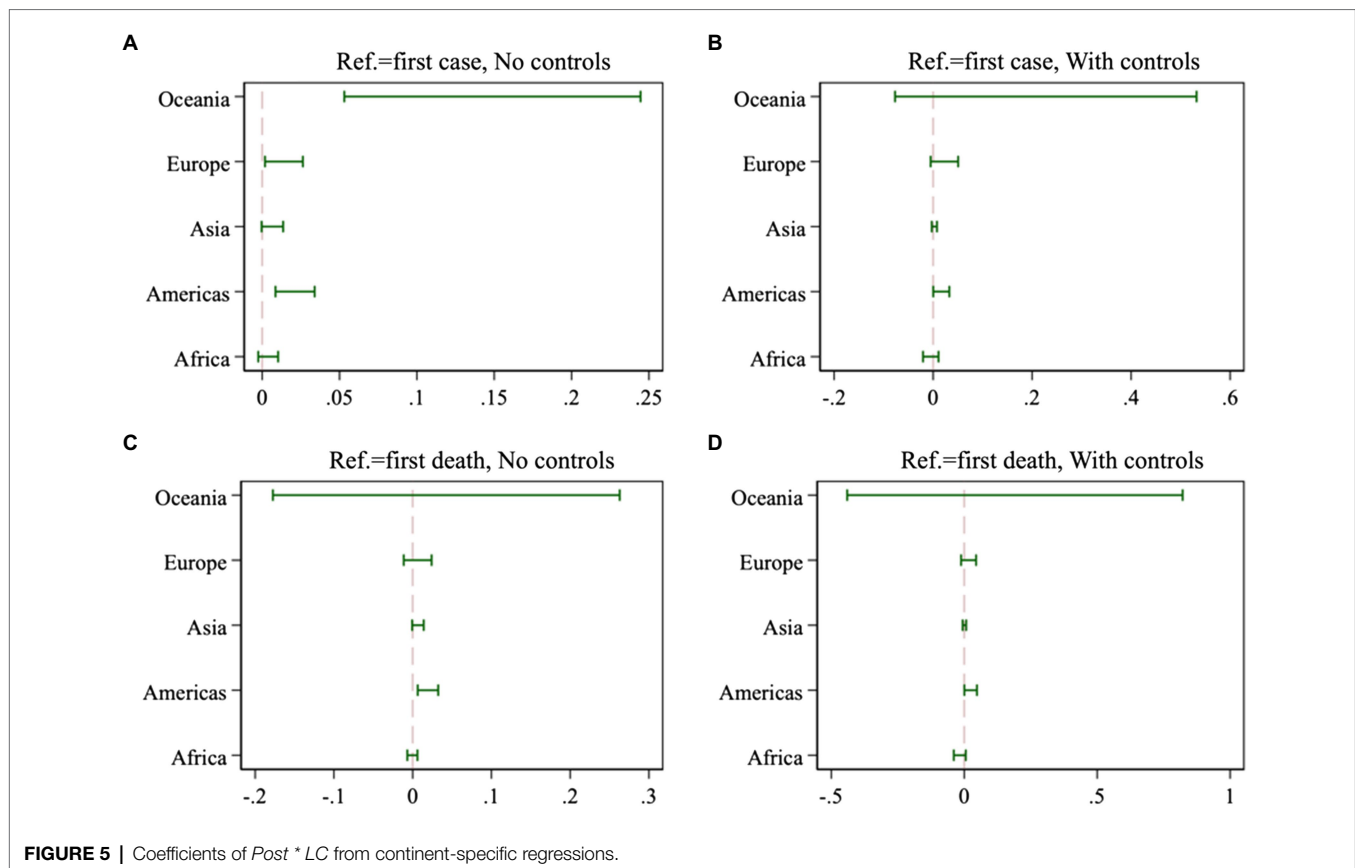 A
Ref.=first case, No controls
Oceania
Europe
Asia
Americas
Africa
0 .05 .1 .15 .2 .25
B
Ref.=first case, With controls
Oceania
Europe
Asia
Americas
Africa
-.2 0 .2 .4 .6
C
Ref.=first death, No controls
Oceania
Europe
Asia
Americas
Africa
-.2 -.1 0 .1 .2 .3
D
Ref.=first death, With controls
Oceania
Europe
Asia
Americas
Africa
-.5 0 .5 1
FIGURE 5 | Coefficients of Post * LC from continent-specific regressions.